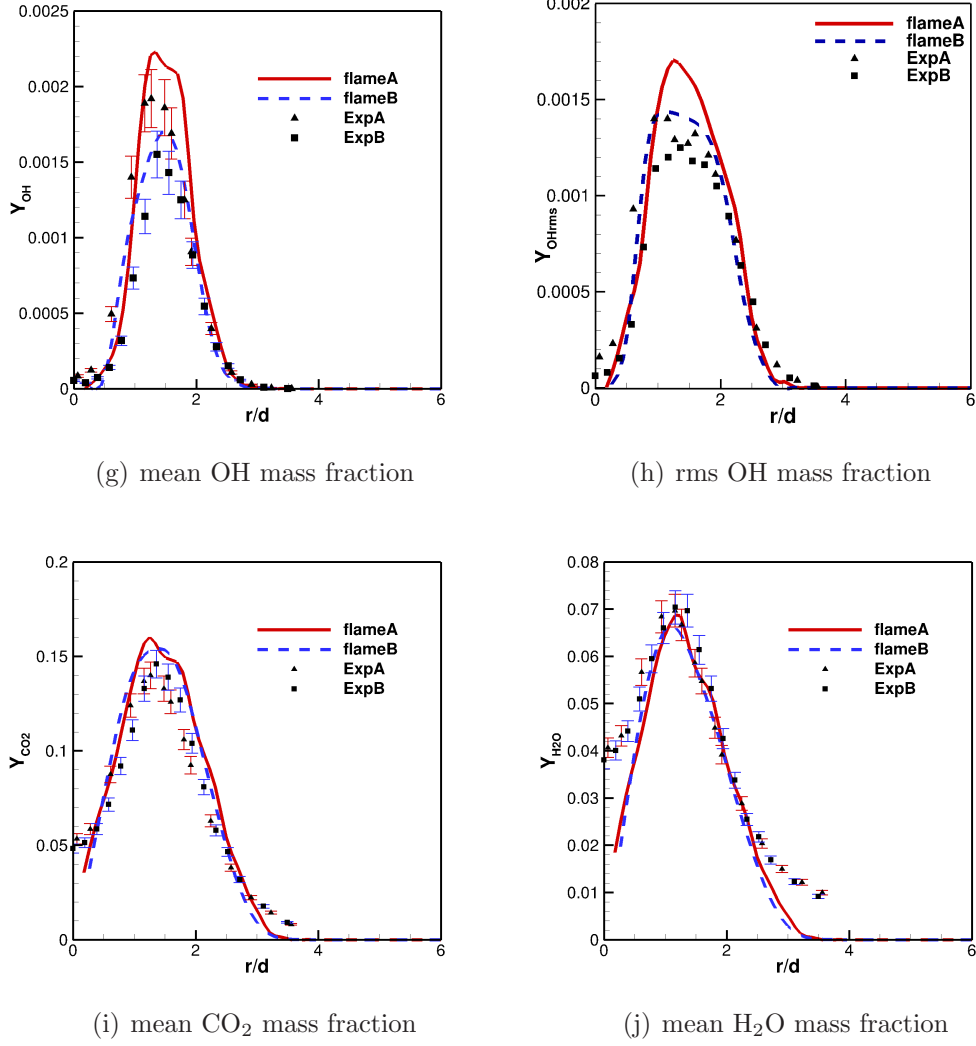 0.0025
0.002
0.0015
0.001
0.0005
0
Y_OH
flameA
flameB
ExpA
ExpB
0 2 4 6
r/d
(g) mean OH mass fraction
0.002
0.0015
0.001
0.0005
0
Y_OHrms
flameA
flameB
ExpA
ExpB
0 1 2 3 4 5 6
r/d
(h) rms OH mass fraction
0.2
0.15
0.1
0.05
0
Y_CO2
flameA
flameB
ExpA
ExpB
0 2 4 6
r/d
(i) mean CO₂ mass fraction
0.08
0.07
0.06
0.05
0.04
0.03
0.02
0.01
0
Y_H2O
flameA
flameB
ExpA
ExpB
0 2 4 6
r/d
(j) mean H₂O mass fraction